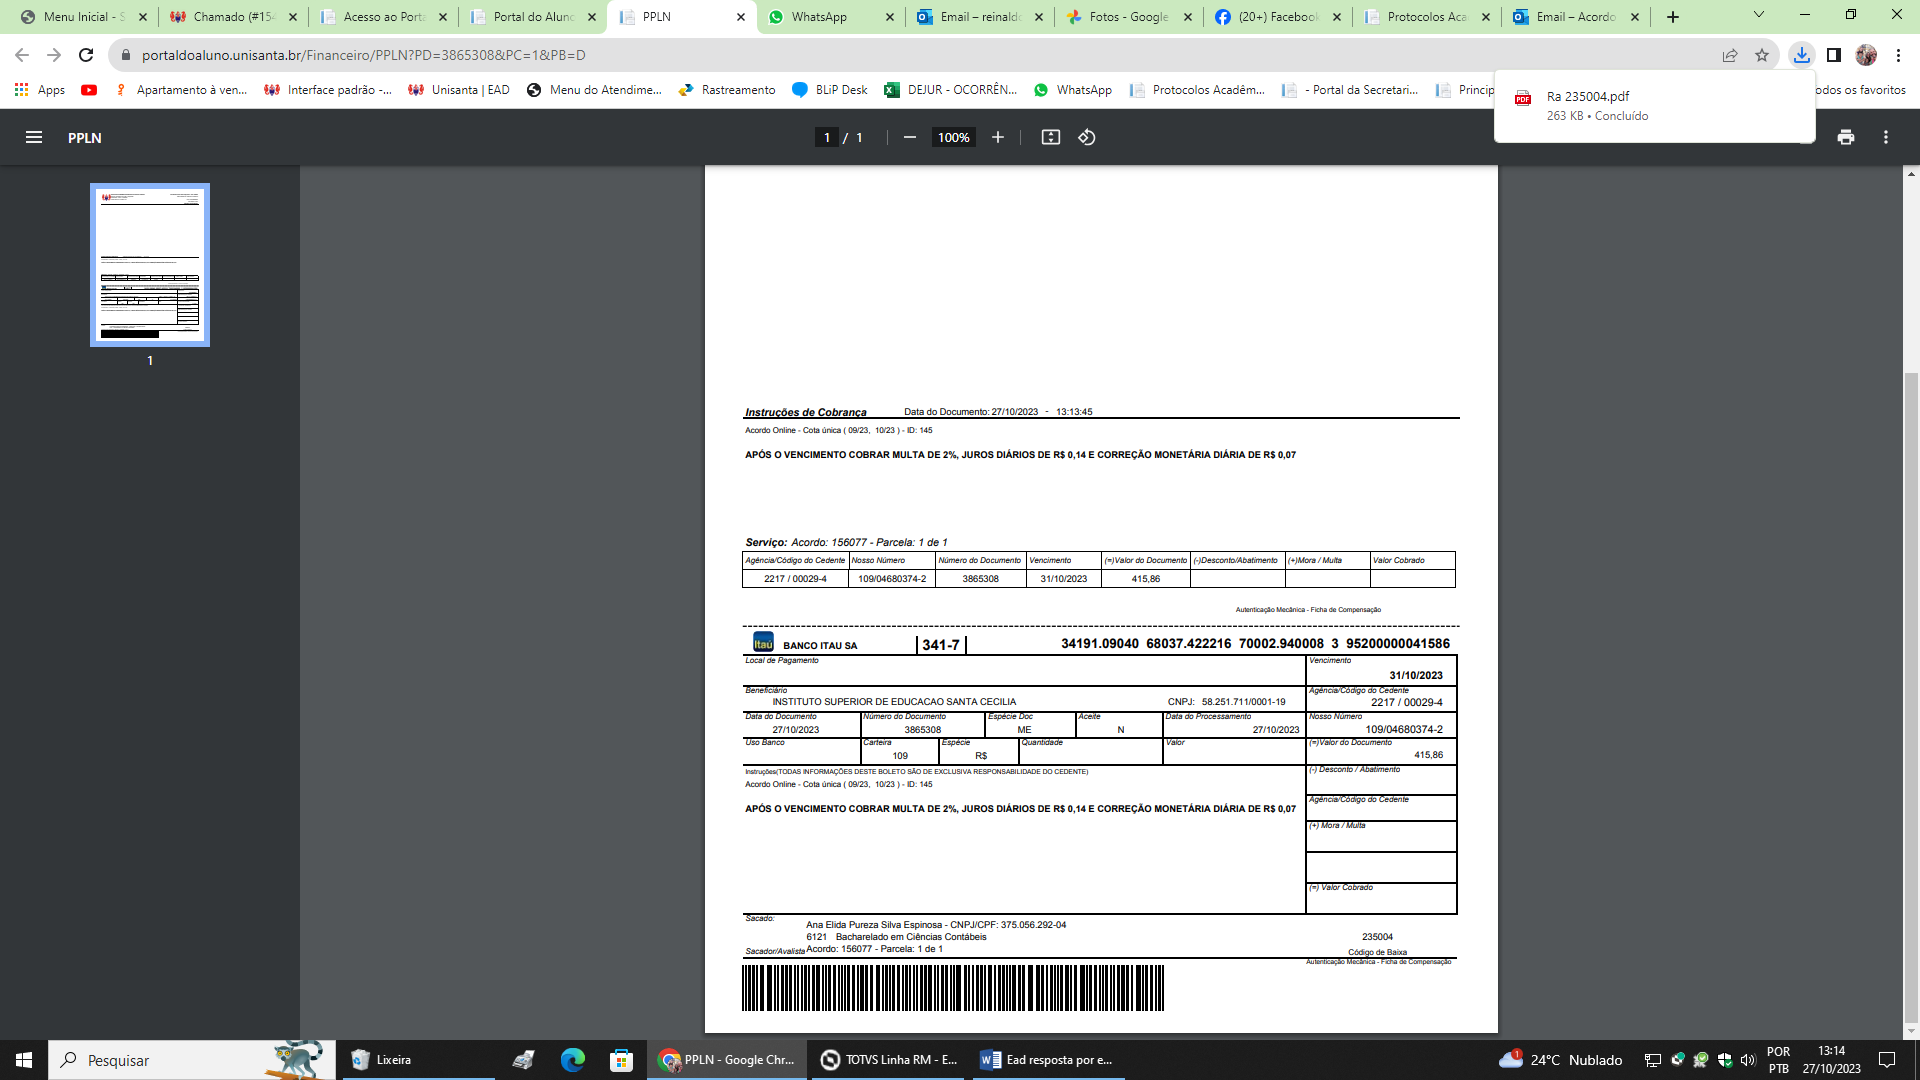 Menu Inicial - S
Chamado (#154
Acesso ao Porta
Portal do Aluno
PPLN
WhatsApp
Email – reinaldo
Fotos - Google
(20+) Facebook
Protocolos Aca
Email – Acordo
portaldoaluno.unisanta.br/Financeiro/PPLN?PD=3865308&PC=1&PB=D
Apps
Apartamento à ven...
Interface padrão -...
Unisanta | EAD
Menu do Atendime...
Rastreamento
BLiP Desk
DEJUR - OCORRÊN...
WhatsApp
Protocolos Acadêm...
- Portal da Secretari...
Princip
odos os favoritos
PDF
Ra 235004.pdf
263 KB • Concluído
PPLN
1 / 1
100%
1
Instruções de Cobrança Data do Documento: 27/10/2023 - 13:13:45
Acordo Online - Cota única ( 09/23, 10/23 ) - ID: 145
APÓS O VENCIMENTO COBRAR MULTA DE 2%, JUROS DIÁRIOS DE R$ 0,14 E CORREÇÃO MONETÁRIA DIÁRIA DE R$ 0,07
Serviço: Acordo: 156077 - Parcela: 1 de 1
Agência/Código do Cedente Nosso Número Número do Documento Vencimento (=)Valor do Documento (-)Desconto/Abatimento (+)Mora / Multa Valor Cobrado
2217 / 00029-4 109/04680374-2 3865308 31/10/2023 415,86
Autenticação Mecânica - Ficha de Compensação
Itaú BANCO ITAU SA 341-7 34191.09040 68037.422216 70002.940008 3 95200000041586
Local de Pagamento Vencimento
31/10/2023
Beneficiário Agência/Código do Cedente
INSTITUTO SUPERIOR DE EDUCACAO SANTA CECILIA CNPJ: 58.251.711/0001-19 2217 / 00029-4
Data do Documento Número do Documento Espécie Doc Aceite Data do Processamento Nosso Número
27/10/2023 3865308 ME N 27/10/2023 109/04680374-2
Uso Banco Carteira Espécie Quantidade Valor (=)Valor do Documento
109 R$ 415,86
Instruções(TODAS INFORMAÇÕES DESTE BOLETO SÃO DE EXCLUSIVA RESPONSABILIDADE DO CEDENTE) (-) Desconto / Abatimento
Acordo Online - Cota única ( 09/23, 10/23 ) - ID: 145
Agência/Código do Cedente
APÓS O VENCIMENTO COBRAR MULTA DE 2%, JUROS DIÁRIOS DE R$ 0,14 E CORREÇÃO MONETÁRIA DIÁRIA DE R$ 0,07
(+) Mora / Multa
(=) Valor Cobrado
Sacado:
Ana Elida Pureza Silva Espinosa - CNPJ/CPF: 375.056.292-04
6121 Bacharelado em Ciências Contábeis 235004
Sacador/Avalista Acordo: 156077 - Parcela: 1 de 1 Código de Baixa
Autenticação Mecânica - Ficha de Compensação
Pesquisar
Lixeira
PPLN - Google Chr...
TOTVS Linha RM - E...
Ead resposta por e...
1
24°C Nublado
POR
PTB
13:14
27/10/2023